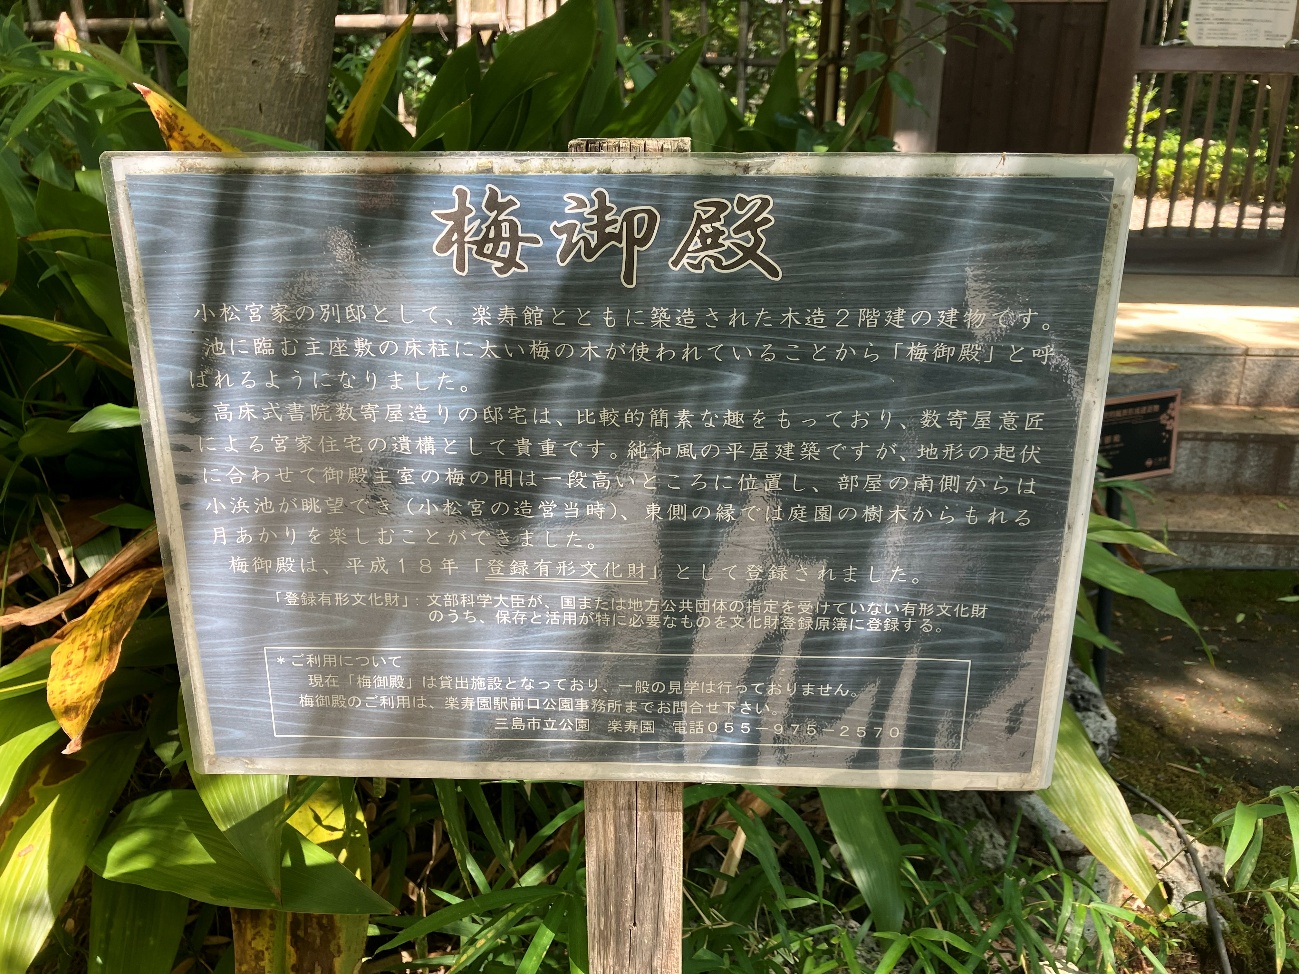 梅御殿
小松宮家の別邸として、楽寿館とともに築造された木造２階建の建物です。
池に臨む主座敷の床柱に太い梅の木が使われていることから「梅御殿」と呼
ばれるようになりました。
高床式書院数寄屋造りの邸宅は、比較的簡素な趣をもっており、数寄屋意匠
による宮家住宅の遺構として貴重です。純和風の平屋建築ですが、地形の起伏
に合わせて御殿主室の梅の間は一段高いところに位置し、部屋の南側からは
小浜池が眺望でき（小松宮の造営当時）、東側の縁では庭園の樹木からもれる
月あかりを楽しむことができました。
梅御殿は、平成１８年「登録有形文化財」として登録されました。
「登録有形文化財」：文部科学大臣が、国または地方公共団体の指定を受けていない有形文化財
のうち、保存と活用が特に必要なものを文化財登録原簿に登録する。
＊ご利用について
現在「梅御殿」は貸出施設となっており、一般の見学は行っておりません。
梅御殿のご利用は、楽寿園駅前口公園事務所までお問合せ下さい。
三島市立公園　楽寿園　電話０５５－９７５－２５７０